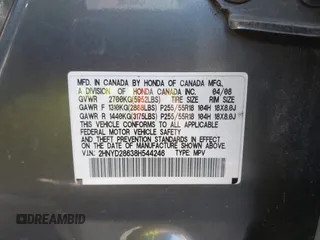 MFD. IN CANADA BY HONDA OF CANADA MFG.,
A DIVISION OF HONDA CANADA INC. 04/08
GVWR 2700KG(5952LBS) TIRE SIZE RIM SIZE
GAWR F 1310KG(2888LBS) P255/55R18 104H 18X8.0J
GAWR R 1440KG(3175LBS) P255/55R18 104H 18X8.0J
THIS VEHICLE CONFORMS TO ALL APPLICABLE
FEDERAL MOTOR VEHICLE SAFETY
AND THEFT PREVENTION STANDARDS IN EFFECT ON
THE DATE OF MANUFACTURE SHOWN ABOVE.
V.I.N.: 2HNYD28638H544246 TYPE: MPV
© DREAMBID